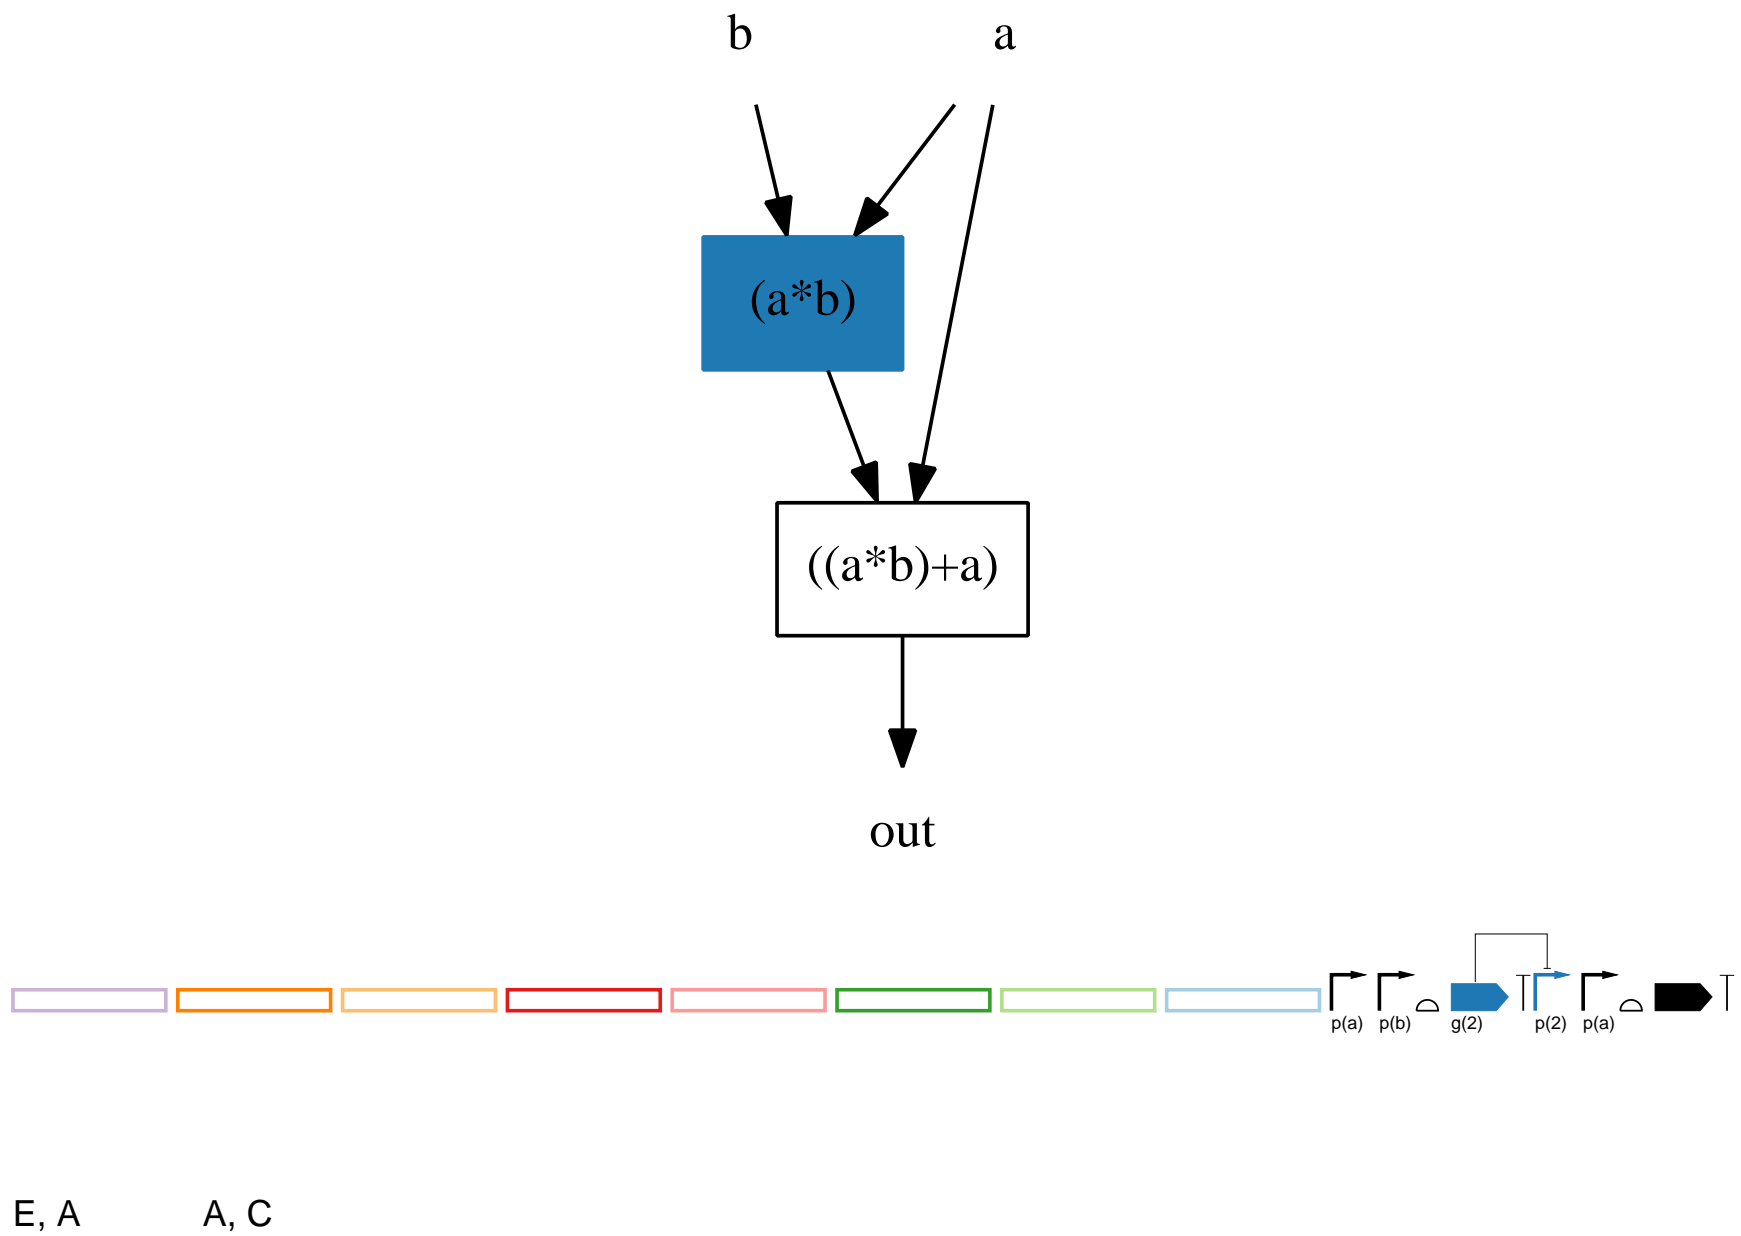 b a
(a*b)
((a*b)+a)
out
p(a) p(b) g(2) p(2) p(a)
E, A A, C